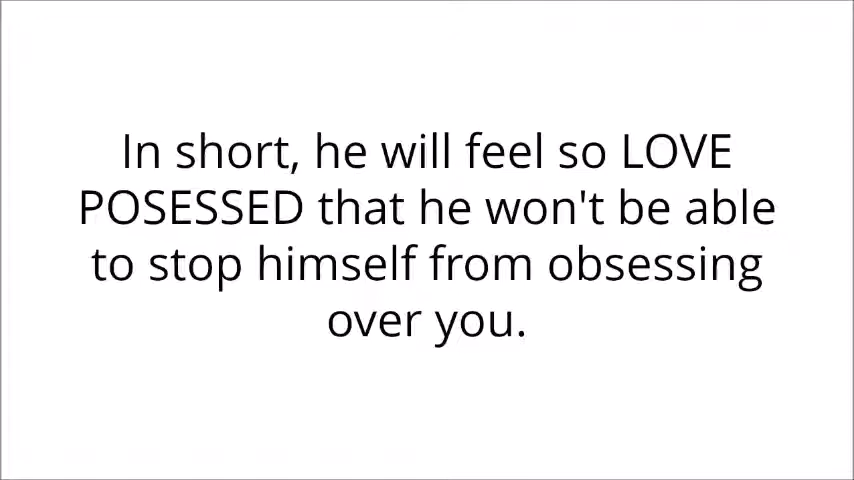 In short, he will feel so LOVE
POSESSED that he won't be able
to stop himself from obsessing
over you.